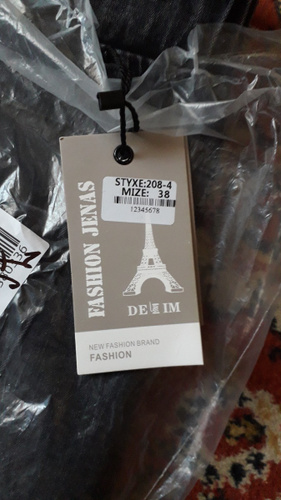 STYXE:208-4
MIZE: 38
12345678
FASHION JENAS
DE IM
NEW FASHION BRAND
FASHION